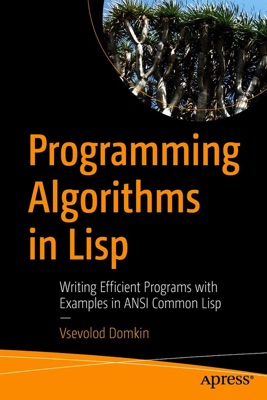 Programming
Algorithms
in Lisp
Writing Efficient Programs with
Examples in ANSI Common Lisp
—
Vsevolod Domkin
Apress®